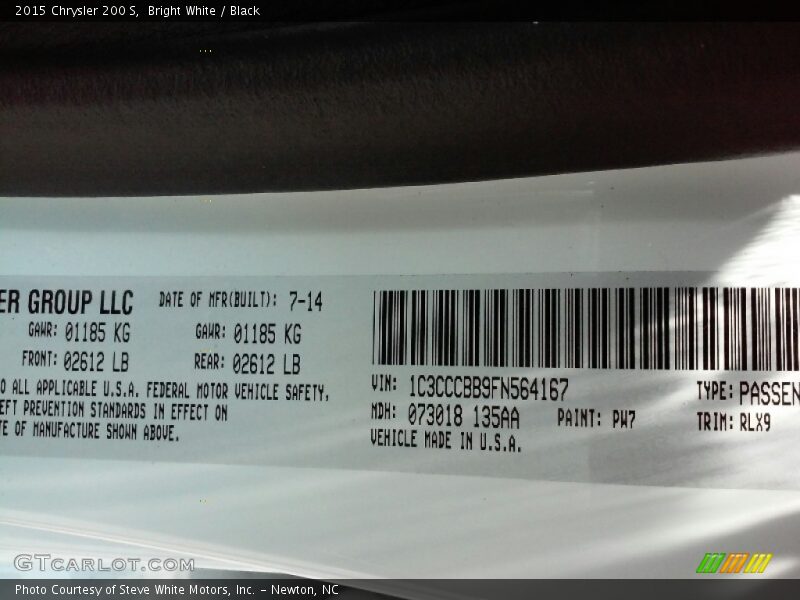 2015 Chrysler 200 S, Bright White / Black
ER GROUP LLC
DATE OF MFR(BUILT): 7-14
GAWR: 01185 KG
GAWR: 01185 KG
FRONT: 02612 LB
REAR: 02612 LB
O ALL APPLICABLE U.S.A. FEDERAL MOTOR VEHICLE SAFETY,
EFT PREVENTION STANDARDS IN EFFECT ON
TE OF MANUFACTURE SHOWN ABOVE.
VIN: 1C3CCCBB9FN564167
TYPE: PASSEN
MDH: 073018 135AA
PAINT: PW7
TRIM: RLX9
VEHICLE MADE IN U.S.A.
GTCARLOT.COM
Photo Courtesy of Steve White Motors, Inc. – Newton, NC